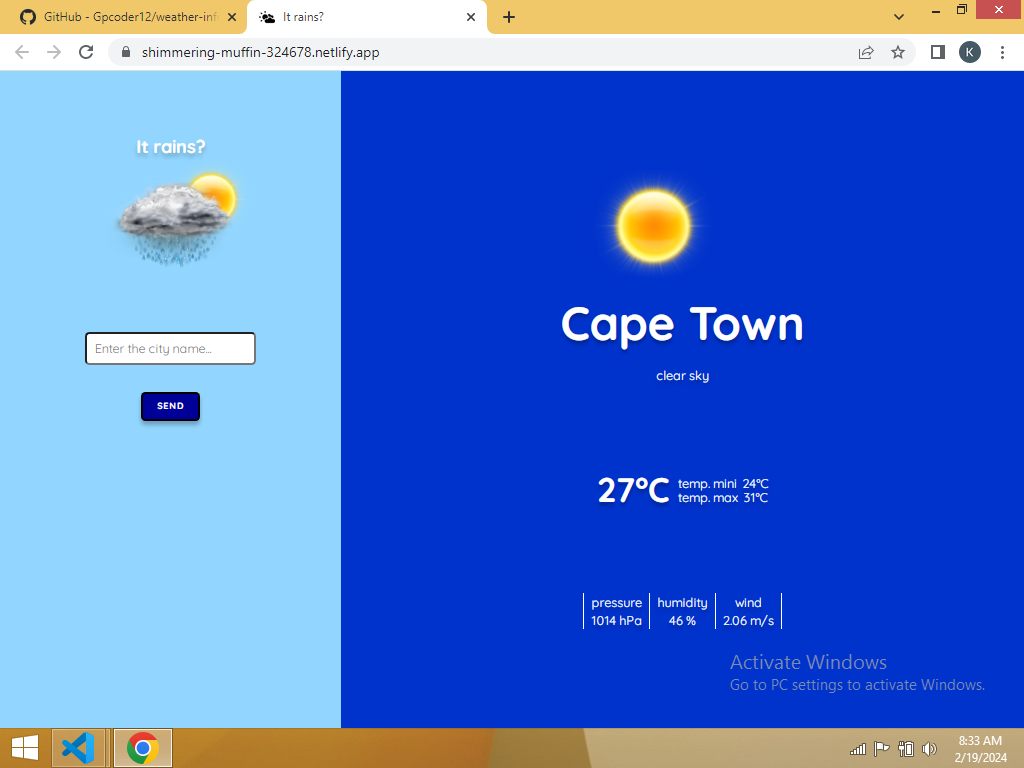 GitHub - Gpcoder12/weather-inf
It rains?
shimmering-muffin-324678.netlify.app
K
It rains?
Enter the city name...
SEND
Cape Town
clear sky
27°C
temp. mini 24°C
temp. max 31°C
pressure humidity wind
1014 hPa 46 % 2.06 m/s
Activate Windows
Go to PC settings to activate Windows.
8:33 AM
2/19/2024